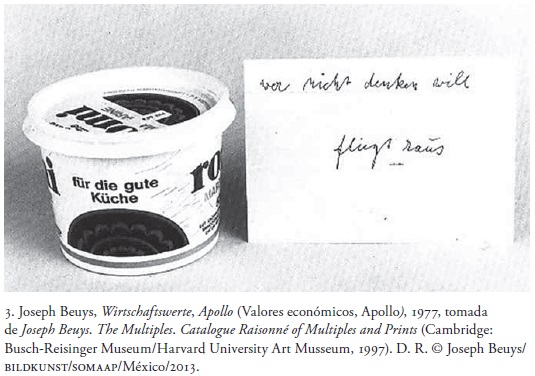 für die gute
Küche
ro
MAR
wer nicht denken will
fliegt raus
3. Joseph Beuys, Wirtschaftswerte, Apollo (Valores económicos, Apollo), 1977, tomada
de Joseph Beuys. The Multiples. Catalogue Raisonné of Multiples and Prints (Cambridge:
Busch-Reisinger Museum/Harvard University Art Musseum, 1997). D. R. © Joseph Beuys/
BILDKUNST/SOMAAP/México/2013.